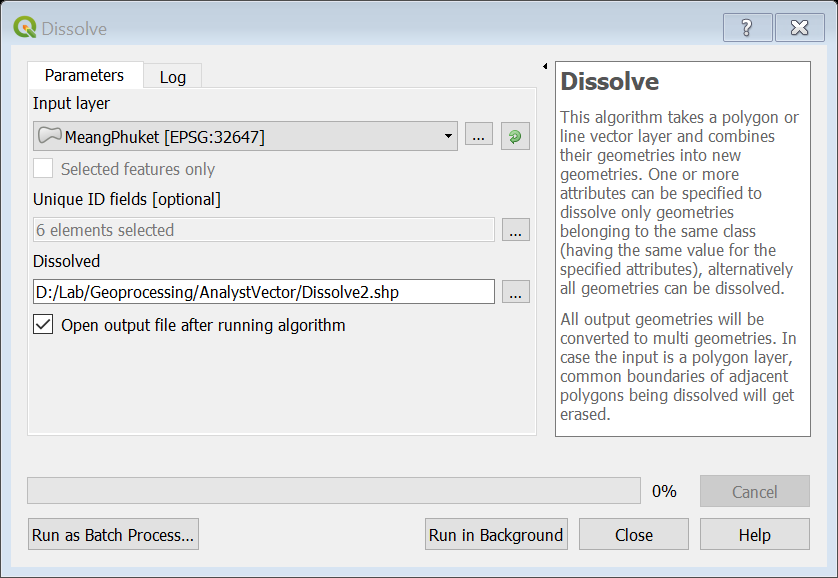 Dissolve
Parameters
Log
Input layer
MeangPhuket [EPSG:32647]
...
Selected features only
Unique ID fields [optional]
6 elements selected
...
Dissolved
D:/Lab/Geoprocessing/AnalystVector/Dissolve2.shp
...
Open output file after running algorithm
Dissolve
This algorithm takes a polygon or
line vector layer and combines
their geometries into new
geometries. One or more
attributes can be specified to
dissolve only geometries
belonging to the same class
(having the same value for the
specified attributes), alternatively
all geometries can be dissolved.
All output geometries will be
converted to multi geometries. In
case the input is a polygon layer,
common boundaries of adjacent
polygons being dissolved will get
erased.
0%
Cancel
Run as Batch Process...
Run in Background
Close
Help